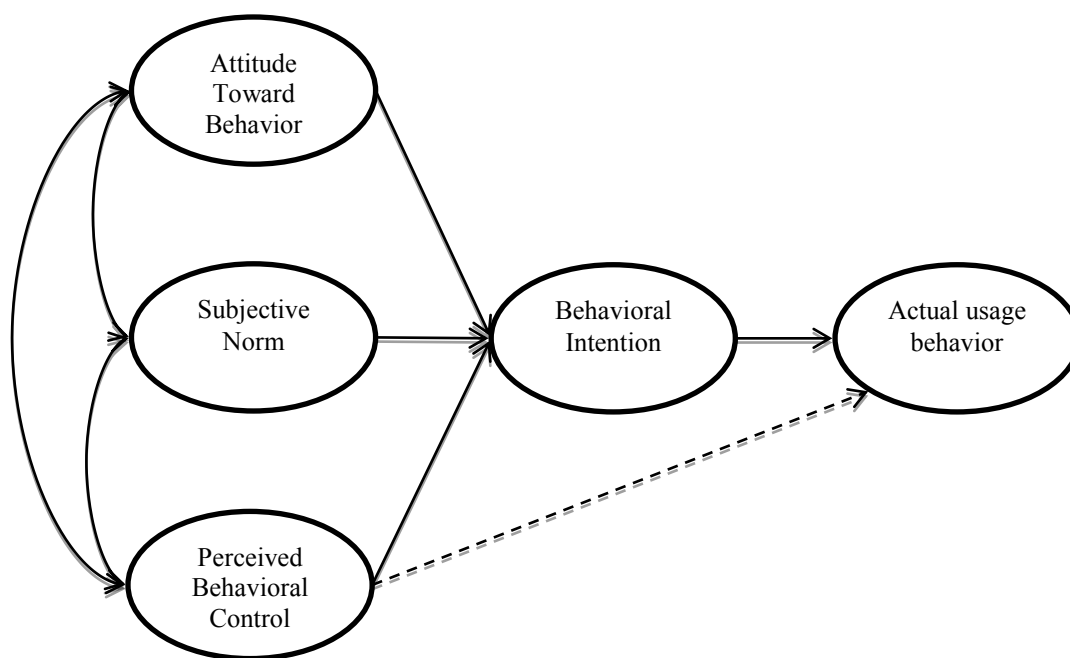 Attitude
Toward
Behavior
Subjective
Norm
Behavioral
Intention
Actual usage
behavior
Perceived
Behavioral
Control